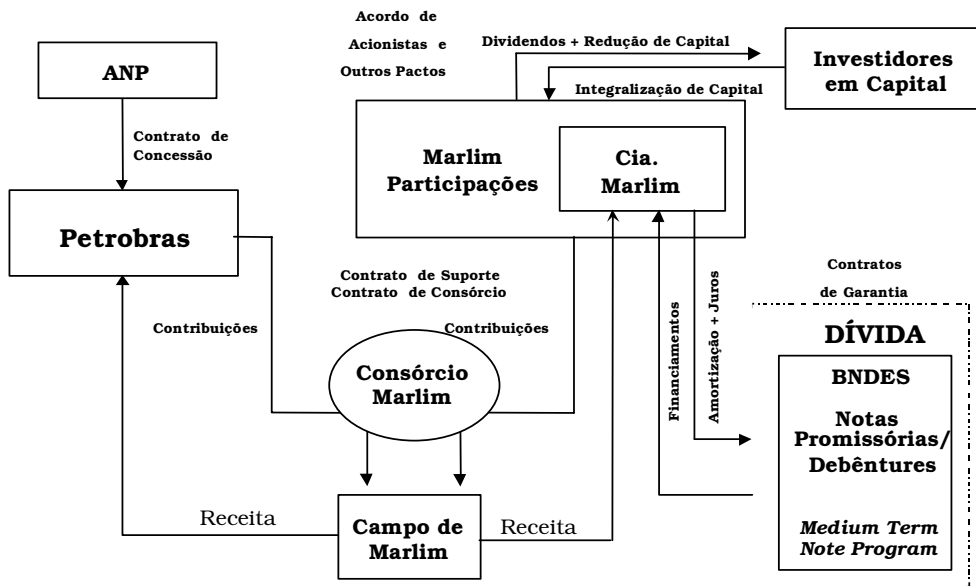 Acordo de
Acionistas e
Outros Pactos
ANP
Dividendos + Redução de Capital
Investidores
em Capital
Integralização de Capital
Contrato de
Concessão
Marlim
Participações
Cia.
Marlim
Petrobras
Contrato de Suporte
Contrato de Consórcio
Contratos
de Garantia
Contribuições
Contribuições
Financiamentos
Amortização + Juros
DÍVIDA
BNDES
Consórcio
Marlim
Notas
Promissórias/
Debêntures
Receita
Campo de
Marlim
Receita
Medium Term
Note Program